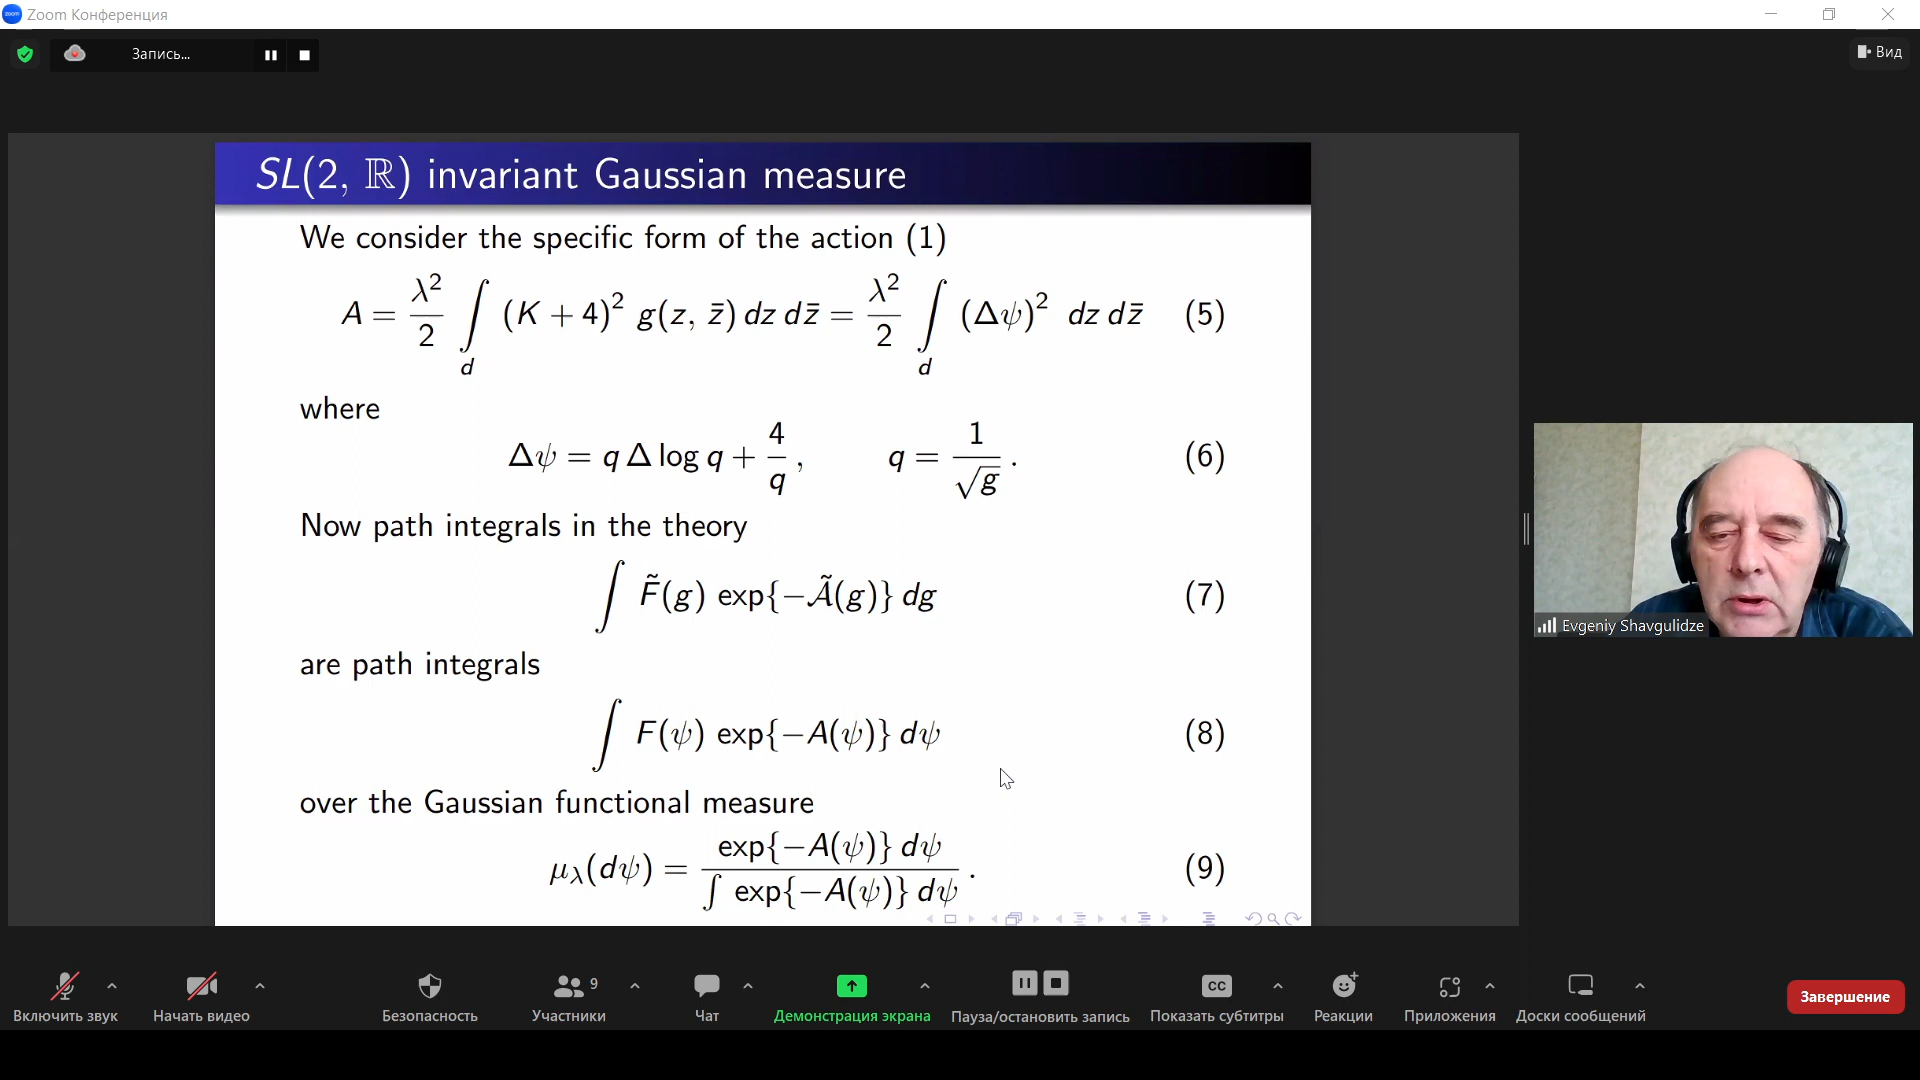 zoom Zoom Конференция
Запись...
Вид
SL(2, ℝ) invariant Gaussian measure
We consider the specific form of the action (1)
A = λ²/2 ∫_d (K + 4)² g(z, z̄) dz dz̄ = λ²/2 ∫_d (Δψ)² dz dz̄ (5)
where
Δψ = q Δ log q + 4/q , q = 1/√g . (6)
Now path integrals in the theory
∫ F̃(g) exp{−𝒜̃(g)} dg (7)
are path integrals
∫ F(ψ) exp{−A(ψ)} dψ (8)
over the Gaussian functional measure
μ_λ(dψ) = exp{−A(ψ)} dψ / ∫ exp{−A(ψ)} dψ . (9)
Evgeniy Shavgulidze
9
CC
Включить звук
Начать видео
Безопасность
Участники
Чат
Демонстрация экрана
Пауза/остановить запись
Показать субтитры
Реакции
Приложения
Доски сообщений
Завершение